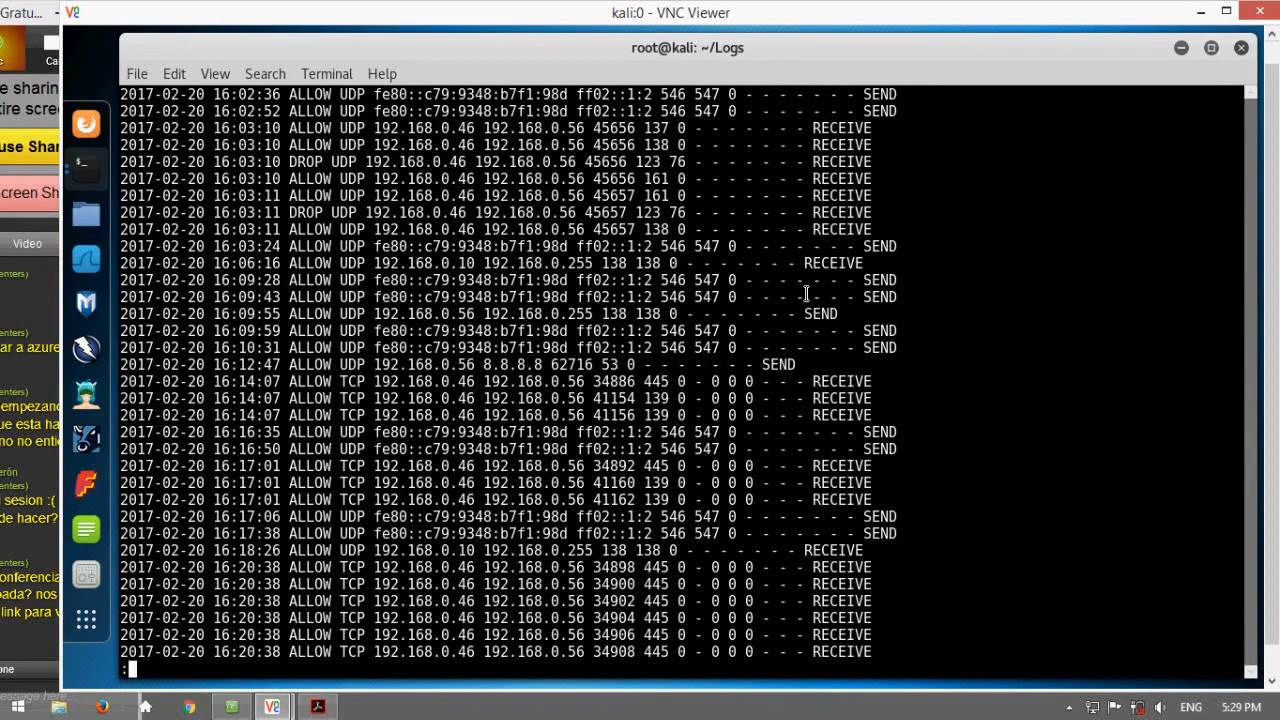 Gratu...
kali:0 - VNC Viewer
root@kali: ~/Logs
File Edit View Search Terminal Help
2017-02-20 16:02:36 ALLOW UDP fe80::c79:9348:b7f1:98d ff02::1:2 546 547 0 - - - - - - - SEND
2017-02-20 16:02:52 ALLOW UDP fe80::c79:9348:b7f1:98d ff02::1:2 546 547 0 - - - - - - - SEND
2017-02-20 16:03:10 ALLOW UDP 192.168.0.46 192.168.0.56 45656 137 0 - - - - - - - RECEIVE
2017-02-20 16:03:10 ALLOW UDP 192.168.0.46 192.168.0.56 45656 138 0 - - - - - - - RECEIVE
2017-02-20 16:03:10 DROP UDP 192.168.0.46 192.168.0.56 45656 123 76 - - - - - - - RECEIVE
2017-02-20 16:03:10 ALLOW UDP 192.168.0.46 192.168.0.56 45656 161 0 - - - - - - - RECEIVE
2017-02-20 16:03:11 ALLOW UDP 192.168.0.46 192.168.0.56 45657 161 0 - - - - - - - RECEIVE
2017-02-20 16:03:11 DROP UDP 192.168.0.46 192.168.0.56 45657 123 76 - - - - - - - RECEIVE
2017-02-20 16:03:11 ALLOW UDP 192.168.0.46 192.168.0.56 45657 138 0 - - - - - - - RECEIVE
2017-02-20 16:03:24 ALLOW UDP fe80::c79:9348:b7f1:98d ff02::1:2 546 547 0 - - - - - - - SEND
2017-02-20 16:06:16 ALLOW UDP 192.168.0.10 192.168.0.255 138 138 0 - - - - - - - RECEIVE
2017-02-20 16:09:28 ALLOW UDP fe80::c79:9348:b7f1:98d ff02::1:2 546 547 0 - - - - - - - SEND
2017-02-20 16:09:43 ALLOW UDP fe80::c79:9348:b7f1:98d ff02::1:2 546 547 0 - - - - - - - SEND
2017-02-20 16:09:55 ALLOW UDP 192.168.0.56 192.168.0.255 138 138 0 - - - - - - - SEND
2017-02-20 16:09:59 ALLOW UDP fe80::c79:9348:b7f1:98d ff02::1:2 546 547 0 - - - - - - - SEND
2017-02-20 16:10:31 ALLOW UDP fe80::c79:9348:b7f1:98d ff02::1:2 546 547 0 - - - - - - - SEND
2017-02-20 16:12:47 ALLOW UDP 192.168.0.56 8.8.8.8 62716 53 0 - - - - - - - SEND
2017-02-20 16:14:07 ALLOW TCP 192.168.0.46 192.168.0.56 34886 445 0 - 0 0 0 - - - RECEIVE
2017-02-20 16:14:07 ALLOW TCP 192.168.0.46 192.168.0.56 41154 139 0 - 0 0 0 - - - RECEIVE
2017-02-20 16:14:07 ALLOW TCP 192.168.0.46 192.168.0.56 41156 139 0 - 0 0 0 - - - RECEIVE
2017-02-20 16:16:35 ALLOW UDP fe80::c79:9348:b7f1:98d ff02::1:2 546 547 0 - - - - - - - SEND
2017-02-20 16:16:50 ALLOW UDP fe80::c79:9348:b7f1:98d ff02::1:2 546 547 0 - - - - - - - SEND
2017-02-20 16:17:01 ALLOW TCP 192.168.0.46 192.168.0.56 34892 445 0 - 0 0 0 - - - RECEIVE
2017-02-20 16:17:01 ALLOW TCP 192.168.0.46 192.168.0.56 41160 139 0 - 0 0 0 - - - RECEIVE
2017-02-20 16:17:01 ALLOW TCP 192.168.0.46 192.168.0.56 41162 139 0 - 0 0 0 - - - RECEIVE
2017-02-20 16:17:06 ALLOW UDP fe80::c79:9348:b7f1:98d ff02::1:2 546 547 0 - - - - - - - SEND
2017-02-20 16:17:38 ALLOW UDP fe80::c79:9348:b7f1:98d ff02::1:2 546 547 0 - - - - - - - SEND
2017-02-20 16:18:26 ALLOW UDP 192.168.0.10 192.168.0.255 138 138 0 - - - - - - - RECEIVE
2017-02-20 16:20:38 ALLOW TCP 192.168.0.46 192.168.0.56 34898 445 0 - 0 0 0 - - - RECEIVE
2017-02-20 16:20:38 ALLOW TCP 192.168.0.46 192.168.0.56 34900 445 0 - 0 0 0 - - - RECEIVE
2017-02-20 16:20:38 ALLOW TCP 192.168.0.46 192.168.0.56 34902 445 0 - 0 0 0 - - - RECEIVE
2017-02-20 16:20:38 ALLOW TCP 192.168.0.46 192.168.0.56 34904 445 0 - 0 0 0 - - - RECEIVE
2017-02-20 16:20:38 ALLOW TCP 192.168.0.46 192.168.0.56 34906 445 0 - 0 0 0 - - - RECEIVE
2017-02-20 16:20:38 ALLOW TCP 192.168.0.46 192.168.0.56 34908 445 0 - 0 0 0 - - - RECEIVE
:
Ca
e sharing
tire scree
use Shar
Screen Sh
Video
enters)
ar a azure
enters)
empezand
que esta ha
no no entie
erôn
enters)
sesion :(
de hacer?
enters)
onferencia
pada? nos
link para v
one
essage here...
ENG 5:29 PM